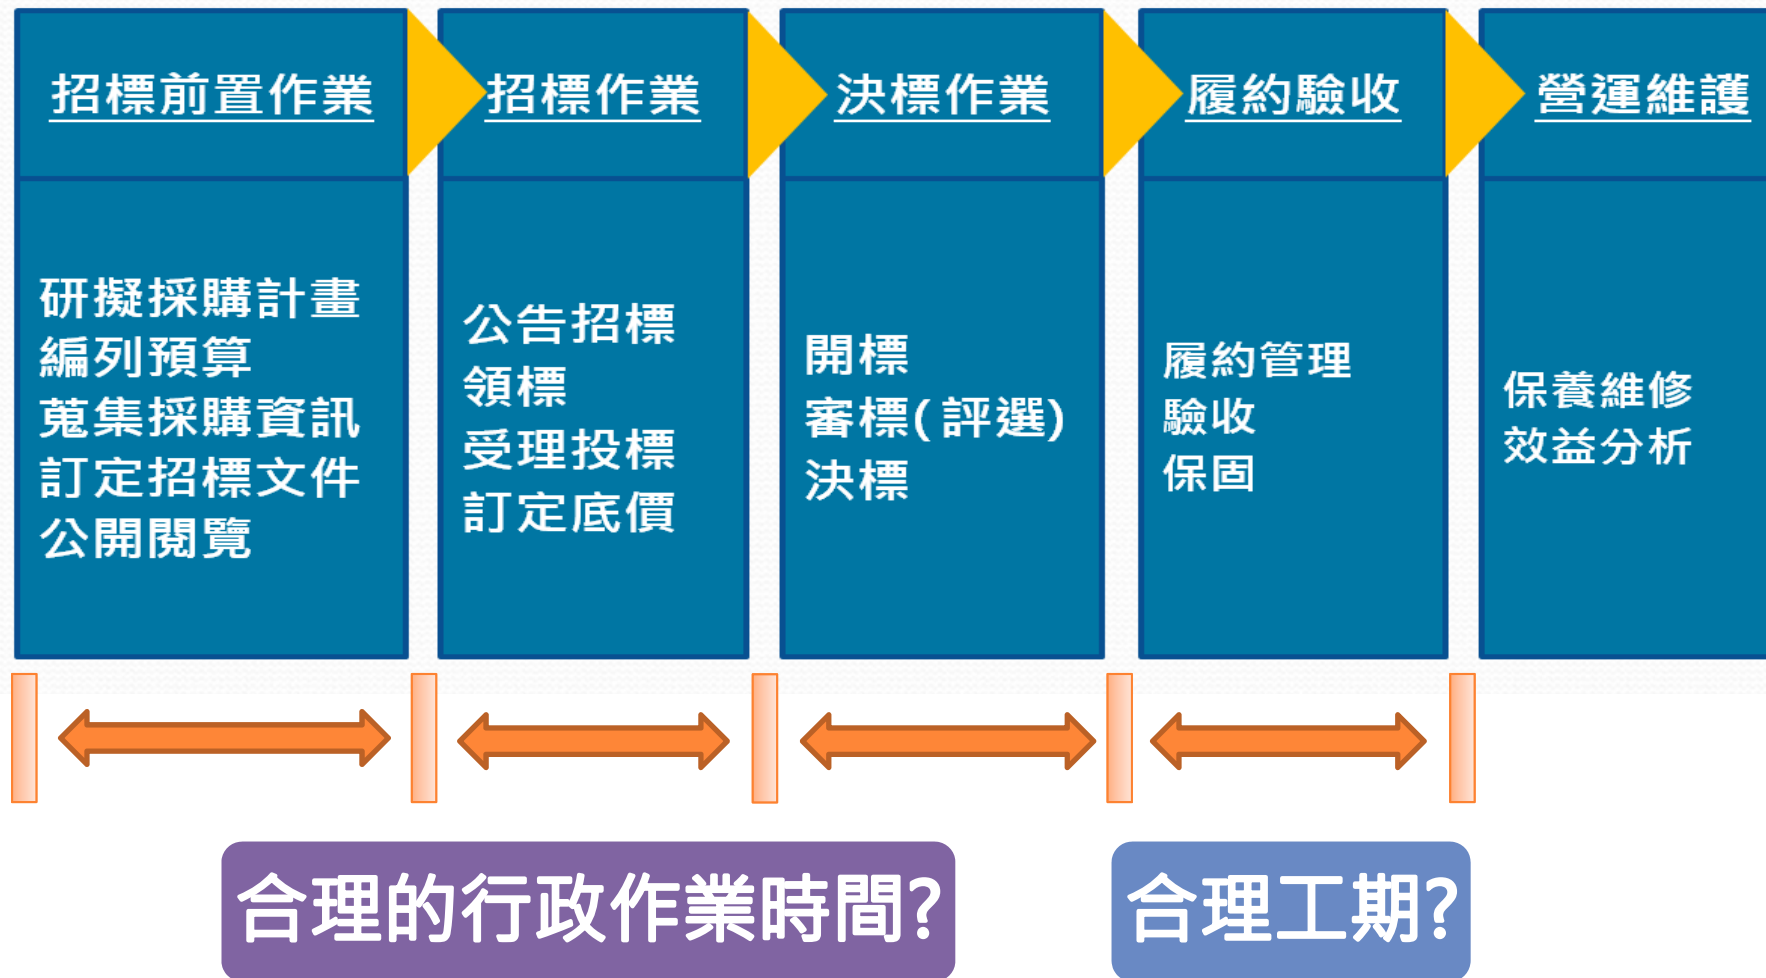 招標前置作業
研擬採購計畫
編列預算
蒐集採購資訊
訂定招標文件
公開閱覽
招標作業
公告招標
領標
受理投標
訂定底價
決標作業
開標
審標(評選)
決標
履約驗收
履約管理
驗收
保固
營運維護
保養維修
效益分析
合理的行政作業時間?
合理工期?